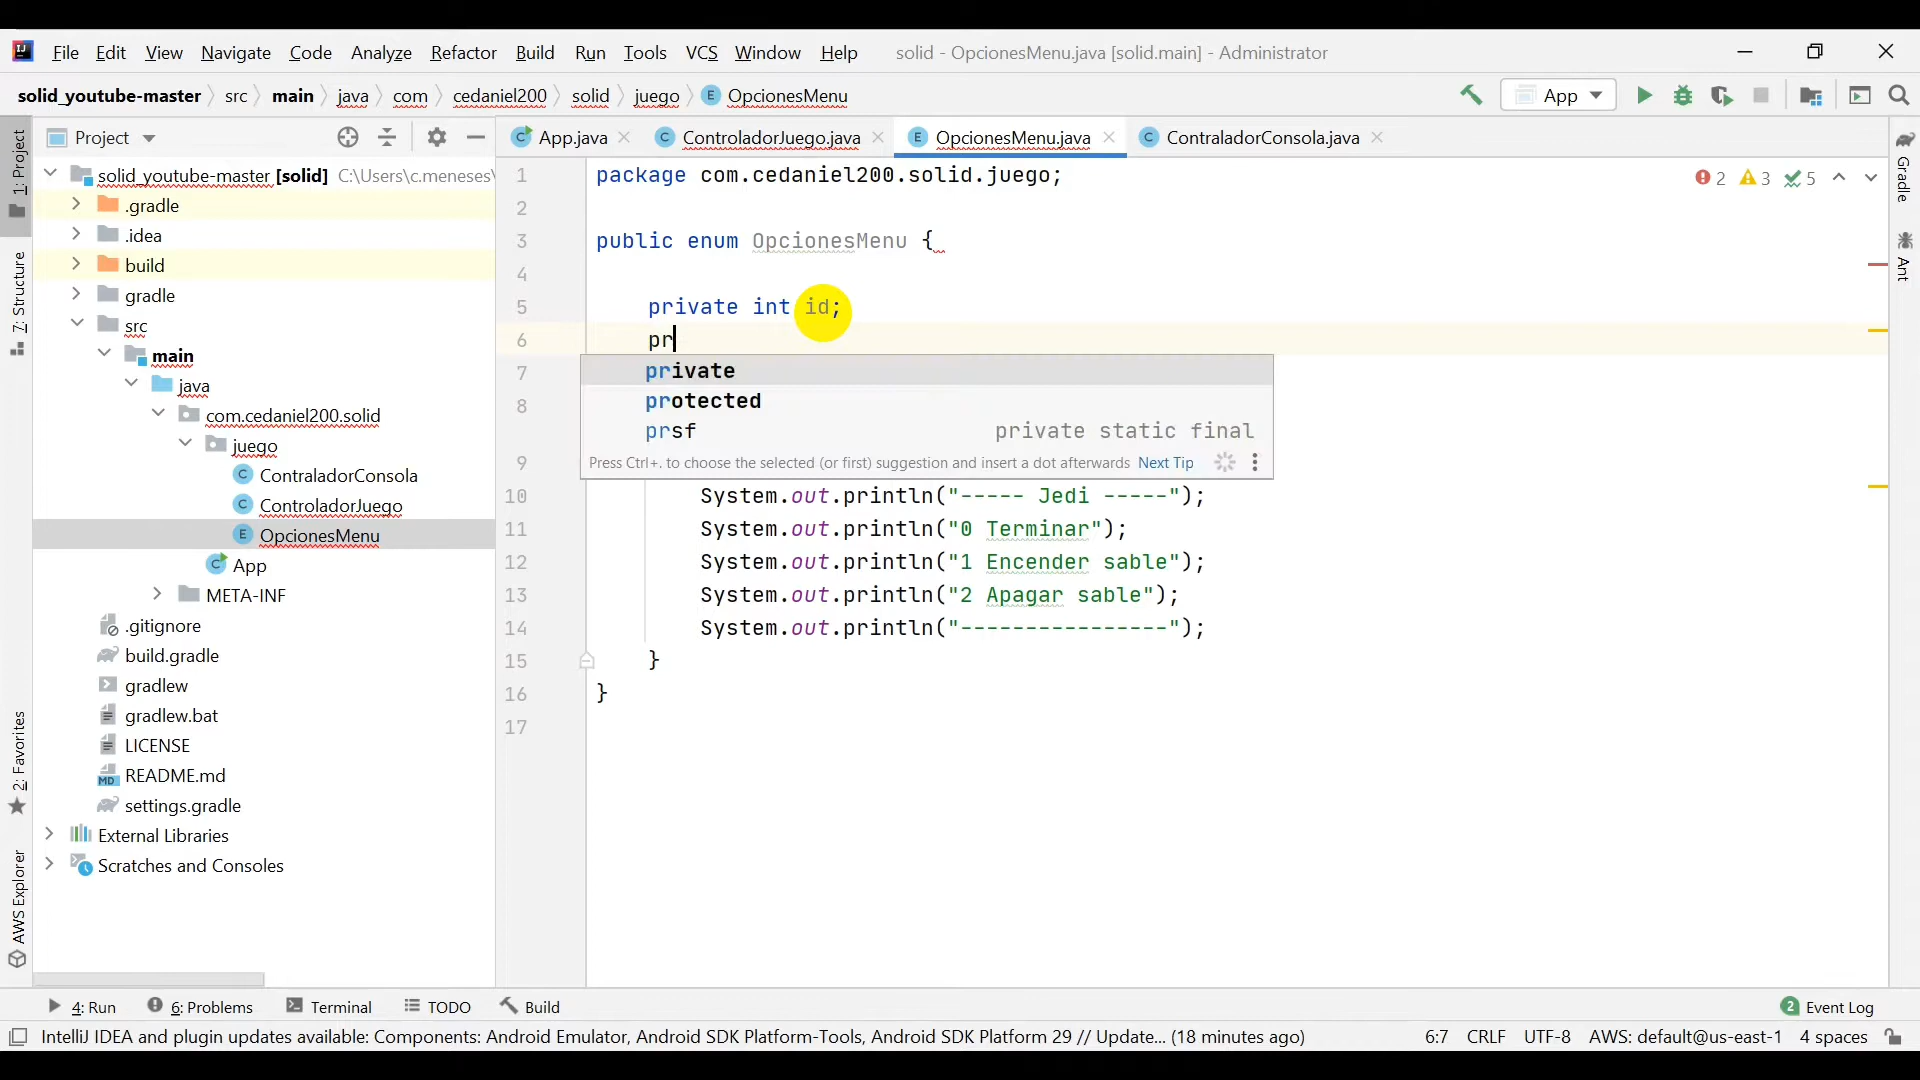 File Edit View Navigate Code Analyze Refactor Build Run Tools VCS Window Help solid - OpcionesMenu.java [solid.main] - Administrator
solid_youtube-master src main java com cedaniel200 solid juego E OpcionesMenu App
Project App.java ControladorJuego.java OpcionesMenu.java ContraladorConsola.java
1: Project
7: Structure
2: Favorites
AWS Explorer
Gradle
Ant
solid_youtube-master [solid] C:\Users\c.meneses\
.gradle
.idea
build
gradle
src
main
java
com.cedaniel200.solid
juego
ContraladorConsola
ControladorJuego
OpcionesMenu
App
META-INF
.gitignore
build.gradle
gradlew
gradlew.bat
LICENSE
README.md
settings.gradle
External Libraries
Scratches and Consoles
2 3 5
1 package com.cedaniel200.solid.juego;
2
3 public enum OpcionesMenu {
4
5 private int id;
6 pr
7
8
private
protected
prsf private static final
Press Ctrl+. to choose the selected (or first) suggestion and insert a dot afterwards Next Tip
9
10 System.out.println("----- Jedi -----");
11 System.out.println("0 Terminar");
12 System.out.println("1 Encender sable");
13 System.out.println("2 Apagar sable");
14 System.out.println("----------------");
15 }
16 }
17
4: Run 6: Problems Terminal TODO Build 2 Event Log
IntelliJ IDEA and plugin updates available: Components: Android Emulator, Android SDK Platform-Tools, Android SDK Platform 29 // Update... (18 minutes ago) 6:7 CRLF UTF-8 AWS: default@us-east-1 4 spaces